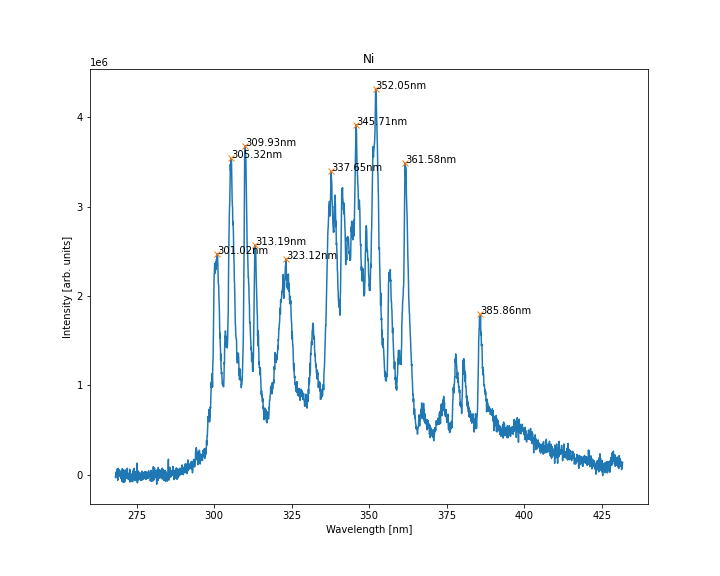 Ni
1e6
352.05nm
345.71nm
309.93nm
305.32nm
361.58nm
337.65nm
313.19nm
301.02nm
323.12nm
385.86nm
4
3
2
1
0
Intensity [arb. units]
275 300 325 350 375 400 425
Wavelength [nm]